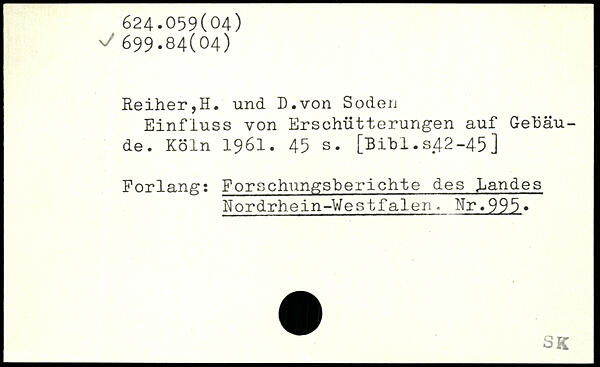 624.059(04)
✓ 699.84(04)
Reiher,H. und D.von Soden
Einfluss von Erschütterungen auf Gebäu-
de. Köln 1961. 45 s. [Bibl.s.42-45]
Forlang: Forschungsberichte des Landes
Nordrhein-Westfalen. Nr.995.
SK